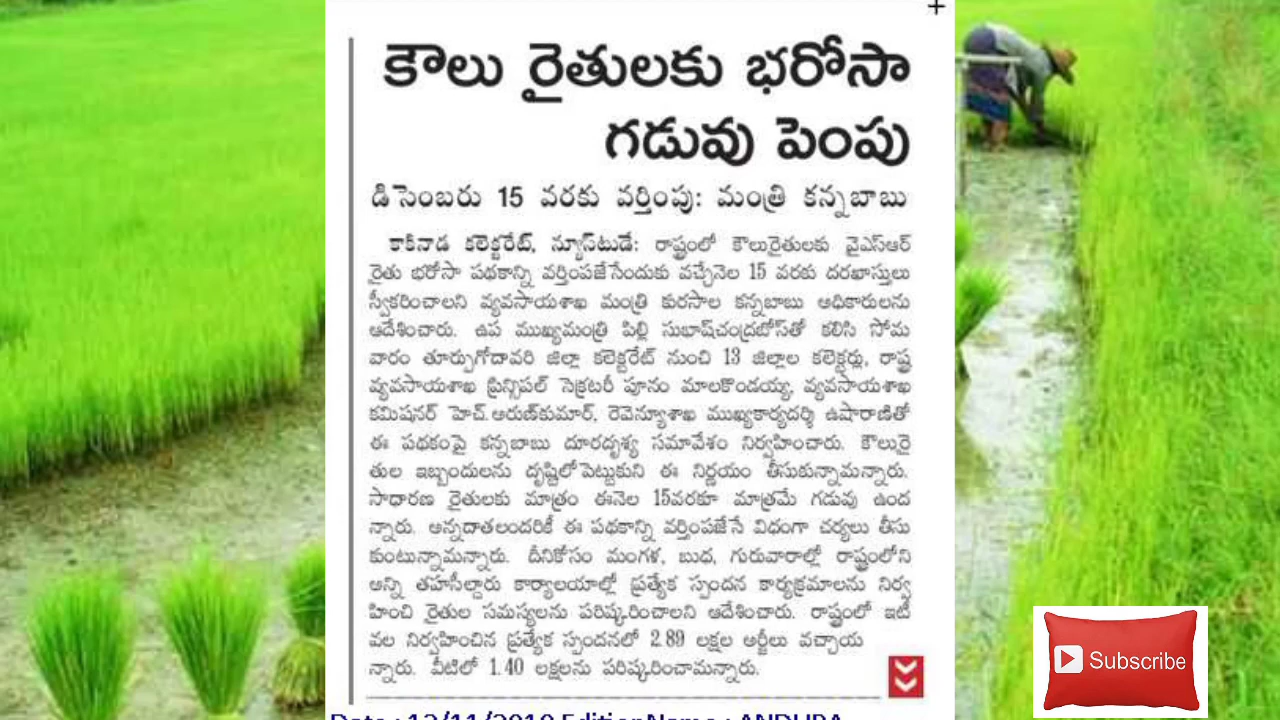 కౌలు రైతులకు భరోసా
గడువు పెంపు
డిసెంబరు 15 వరకు వర్తింపు: మంత్రి కన్నబాబు
కాకినాడ కలెక్టరేట్, న్యూస్‌టుడే: రాష్ట్రంలో కౌలురైతులకు వైఎస్ఆర్
రైతు భరోసా పథకాన్ని వర్తింపజేసేందుకు వచ్చేనెల 15 వరకు దరఖాస్తులు
స్వీకరించాలని వ్యవసాయశాఖ మంత్రి కురసాల కన్నబాబు అధికారులను
ఆదేశించారు. ఉప ముఖ్యమంత్రి పిల్లి సుభాష్‌చంద్రబోస్‌తో కలిసి సోమ
వారం తూర్పుగోదావరి జిల్లా కలెక్టరేట్ నుంచి 13 జిల్లాల కలెక్టర్లు, రాష్ట్ర
వ్యవసాయశాఖ ప్రిన్సిపల్ సెక్రటరీ పూనం మాలకొండయ్య, వ్యవసాయశాఖ
కమిషనర్ హెచ్.అరుణ్‌కుమార్, రెవెన్యూశాఖ ముఖ్యకార్యదర్శి ఉషారాణితో
ఈ పథకంపై కన్నబాబు దూరదృశ్య సమావేశం నిర్వహించారు. కౌలురై
తుల ఇబ్బందులను దృష్టిలోపెట్టుకుని ఈ నిర్ణయం తీసుకున్నామన్నారు.
సాధారణ రైతులకు మాత్రం ఈనెల 15వరకూ మాత్రమే గడువు ఉంద
న్నారు. అన్నదాతలందరికీ ఈ పథకాన్ని వర్తింపజేసే విధంగా చర్యలు తీసు
కుంటున్నామన్నారు. దీనికోసం మంగళ, బుధ, గురువారాల్లో రాష్ట్రంలోని
అన్ని తహసీల్దారు కార్యాలయాల్లో ప్రత్యేక స్పందన కార్యక్రమాలను నిర్వ
హించి రైతుల సమస్యలను పరిష్కరించాలని ఆదేశించారు. రాష్ట్రంలో ఇటీ
వల నిర్వహించిన ప్రత్యేక స్పందనలో 2.89 లక్షల అర్జీలు వచ్చాయ
న్నారు. వీటిలో 1.40 లక్షలను పరిష్కరించామన్నారు.
Subscribe
Date : 12/11/2019 EditionName : ANDHRA